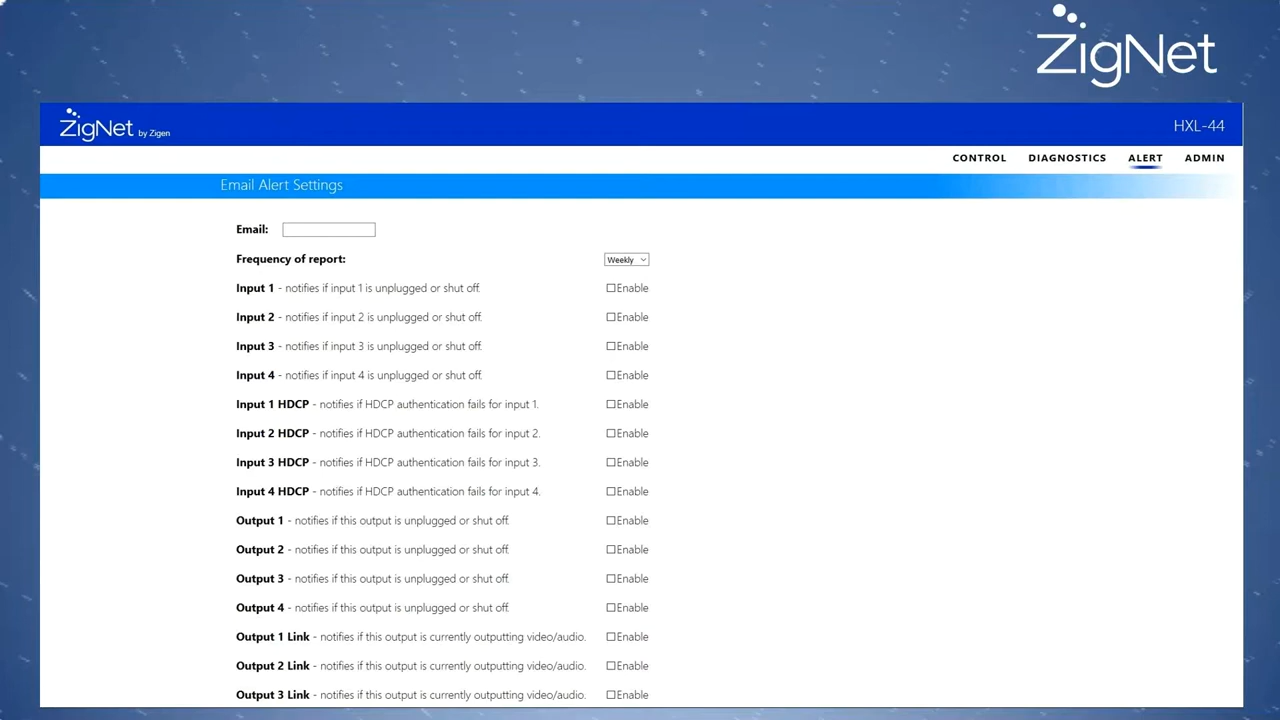 ZigNet
ZigNet by Zigen
HXL-44
CONTROL DIAGNOSTICS ALERT ADMIN
Email Alert Settings
Email:
Frequency of report: Weekly
Input 1 - notifies if input 1 is unplugged or shut off. Enable
Input 2 - notifies if input 2 is unplugged or shut off. Enable
Input 3 - notifies if input 3 is unplugged or shut off. Enable
Input 4 - notifies if input 4 is unplugged or shut off. Enable
Input 1 HDCP - notifies if HDCP authentication fails for input 1. Enable
Input 2 HDCP - notifies if HDCP authentication fails for input 2. Enable
Input 3 HDCP - notifies if HDCP authentication fails for input 3. Enable
Input 4 HDCP - notifies if HDCP authentication fails for input 4. Enable
Output 1 - notifies if this output is unplugged or shut off. Enable
Output 2 - notifies if this output is unplugged or shut off. Enable
Output 3 - notifies if this output is unplugged or shut off. Enable
Output 4 - notifies if this output is unplugged or shut off. Enable
Output 1 Link - notifies if this output is currently outputting video/audio. Enable
Output 2 Link - notifies if this output is currently outputting video/audio. Enable
Output 3 Link - notifies if this output is currently outputting video/audio. Enable